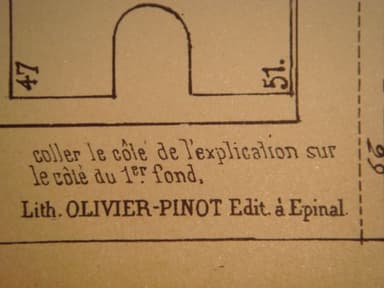 47
51.
coller le côté de l'explication sur
le côté du 1er fond,
Lith. OLIVIER-PINOT Edit. à Epinal.